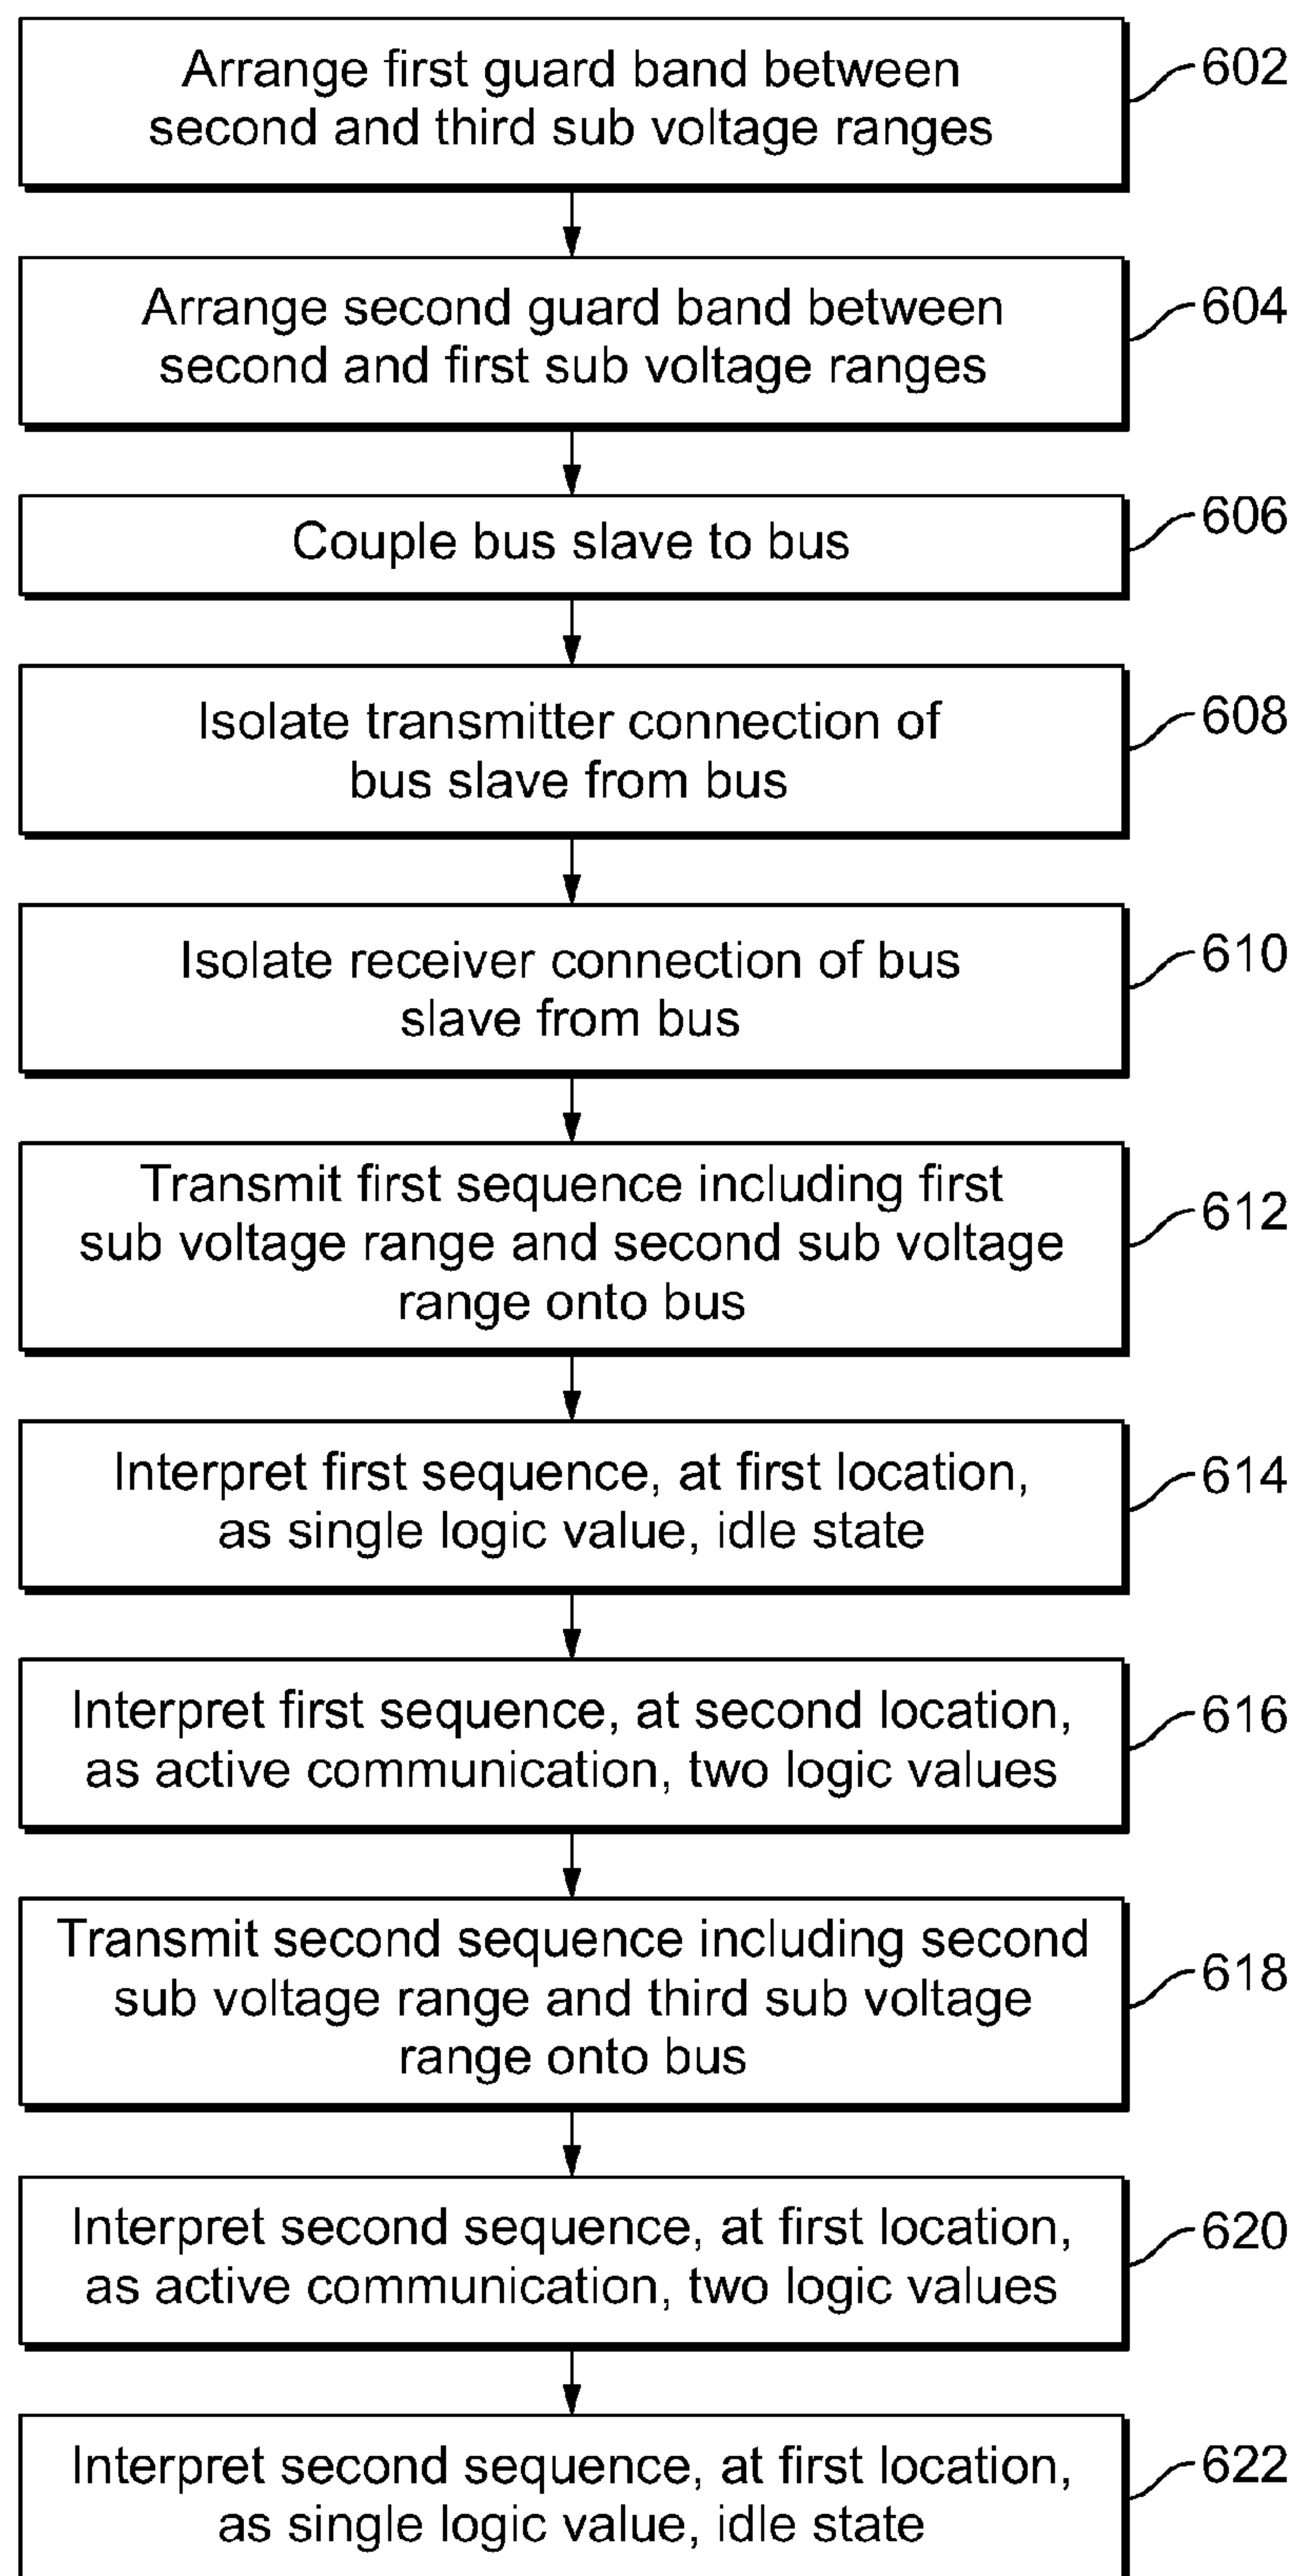 Arrange first guard band between
second and third sub voltage ranges
602
Arrange second guard band between
second and first sub voltage ranges
604
Couple bus slave to bus
606
Isolate transmitter connection of
bus slave from bus
608
Isolate receiver connection of bus
slave from bus
610
Transmit first sequence including first
sub voltage range and second sub voltage
range onto bus
612
Interpret first sequence, at first location,
as single logic value, idle state
614
Interpret first sequence, at second location,
as active communication, two logic values
616
Transmit second sequence including second
sub voltage range and third sub voltage
range onto bus
618
Interpret second sequence, at first location,
as active communication, two logic values
620
Interpret second sequence, at first location,
as single logic value, idle state
622